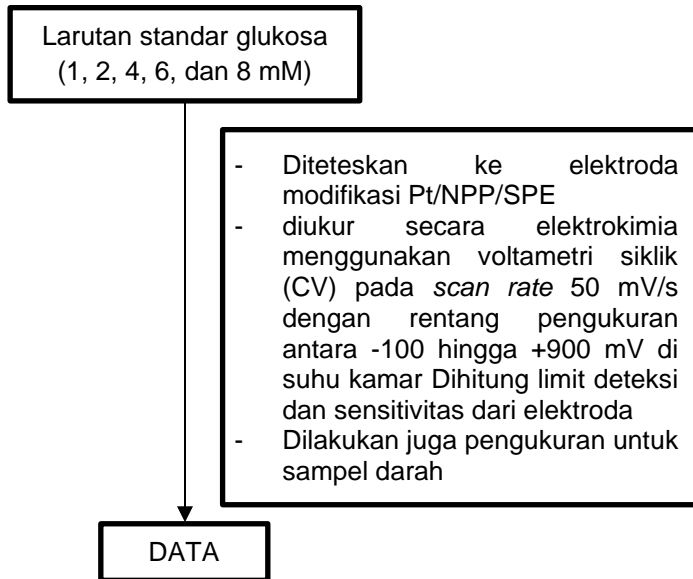 Larutan standar glukosa
(1, 2, 4, 6, dan 8 mM)
- Diteteskan ke elektroda
modifikasi Pt/NPP/SPE
- diukur secara elektrokimia
menggunakan voltametri siklik
(CV) pada scan rate 50 mV/s
dengan rentang pengukuran
antara -100 hingga +900 mV di
suhu kamar Dihitung limit deteksi
dan sensitivitas dari elektroda
- Dilakukan juga pengukuran untuk
sampel darah
DATA